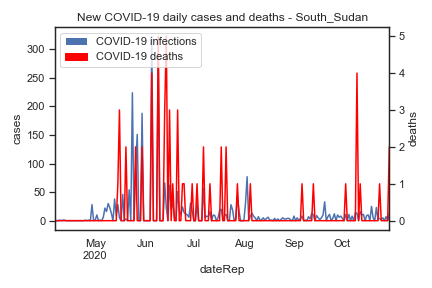 New COVID-19 daily cases and deaths - South_Sudan
COVID-19 infections
COVID-19 deaths
cases
300
250
200
150
100
50
0
deaths
5
4
3
2
1
0
May Jun Jul Aug Sep Oct
2020
dateRep